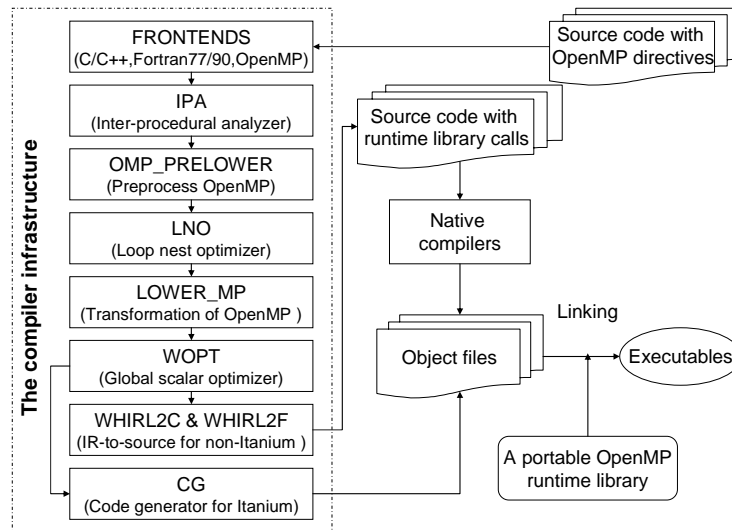 The compiler infrastructure
FRONTENDS
(C/C++,Fortran77/90,OpenMP)
IPA
(Inter-procedural analyzer)
OMP_PRELOWER
(Preprocess OpenMP)
LNO
(Loop nest optimizer)
LOWER_MP
(Transformation of OpenMP )
WOPT
(Global scalar optimizer)
WHIRL2C & WHIRL2F
(IR-to-source for non-Itanium )
CG
(Code generator for Itanium)
Source code with
OpenMP directives
Source code with
runtime library calls
Native
compilers
Object files
Linking
Executables
A portable OpenMP
runtime library